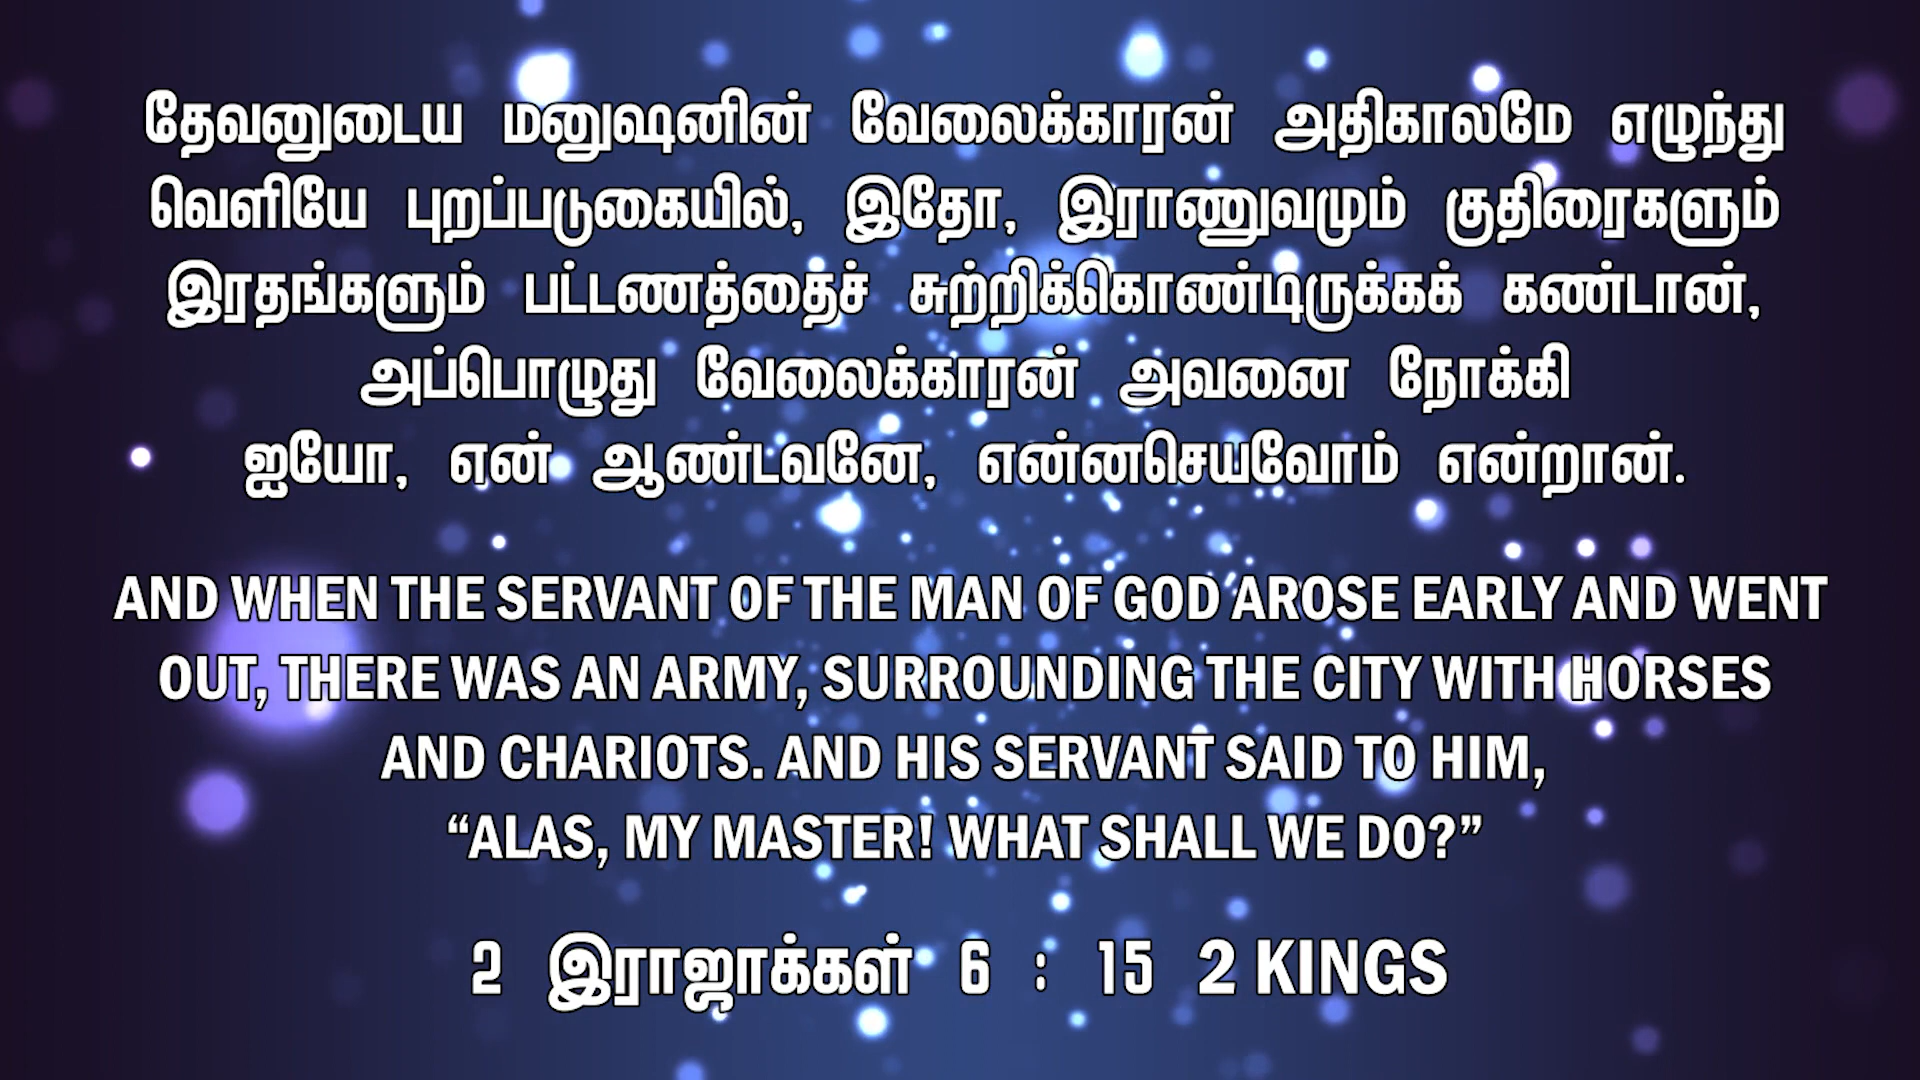 தேவனுடைய மனுஷனின் வேலைக்காரன் அதிகாலமே எழுந்து
வெளியே புறப்படுகையில், இதோ, இராணுவமும் குதிரைகளும்
இரதங்களும் பட்டணத்தைச் சுற்றிக்கொண்டிருக்கக் கண்டான்,
அப்பொழுது வேலைக்காரன் அவனை நோக்கி
ஐயோ, என் ஆண்டவனே, என்னசெயவோம் என்றான்.
AND WHEN THE SERVANT OF THE MAN OF GOD AROSE EARLY AND WENT
OUT, THERE WAS AN ARMY, SURROUNDING THE CITY WITH HORSES
AND CHARIOTS. AND HIS SERVANT SAID TO HIM,
“ALAS, MY MASTER! WHAT SHALL WE DO?”
2 இராஜாக்கள் 6 : 15 2 KINGS